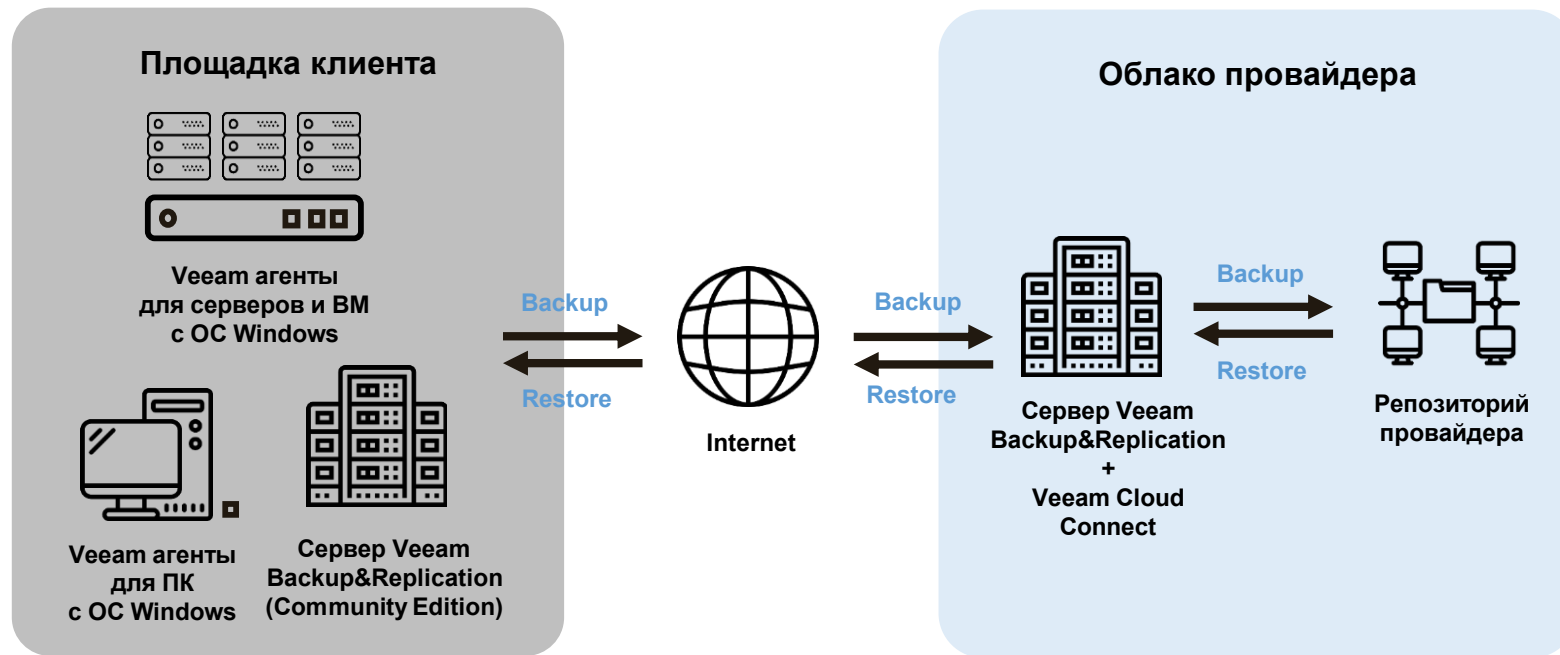 Площадка клиента
Veeam агенты
для серверов и ВМ
с ОС Windows
Veeam агенты
для ПК
с ОС Windows
Сервер Veeam
Backup&Replication
(Community Edition)
Backup
Restore
Internet
Backup
Restore
Облако провайдера
Сервер Veeam
Backup&Replication
+
Veeam Cloud
Connect
Backup
Restore
Репозиторий
провайдера